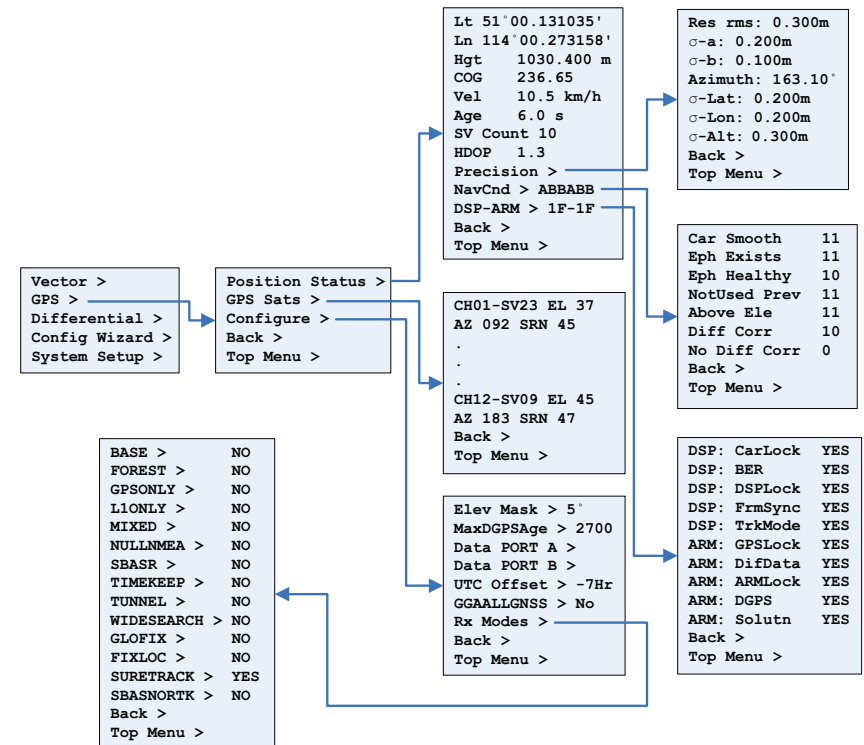 Vector >
GPS >
Differential >
Config Wizard >
System Setup >
Position Status >
GPS Sats >
Configure >
Back >
Top Menu >
Lt 51°00.131035'
Ln 114°00.273158'
Hgt 1030.400 m
COG 236.65
Vel 10.5 km/h
Age 6.0 s
SV Count 10
HDOP 1.3
Precision >
NavCnd > ABBABB
DSP-ARM > 1F-1F
Back >
Top Menu >
Res rms: 0.300m
σ-a: 0.200m
σ-b: 0.100m
Azimuth: 163.10°
σ-Lat: 0.200m
σ-Lon: 0.200m
σ-Alt: 0.300m
Back >
Top Menu >
Car Smooth 11
Eph Exists 11
Eph Healthy 10
NotUsed Prev 11
Above Ele 11
Diff Corr 10
No Diff Corr 0
Back >
Top Menu >
DSP: CarLock YES
DSP: BER YES
DSP: DSPLock YES
DSP: FrmSync YES
DSP: TrkMode YES
ARM: GPSLock YES
ARM: DifData YES
ARM: ARMLock YES
ARM: DGPS YES
ARM: Solutn YES
Back >
Top Menu >
CH01-SV23 EL 37
AZ 092 SRN 45
.
.
.
CH12-SV09 EL 45
AZ 183 SRN 47
Back >
Top Menu >
Elev Mask > 5°
MaxDGPSAge > 2700
Data PORT A >
Data PORT B >
UTC Offset > -7Hr
GGAALLGNSS > No
Rx Modes >
Back >
Top Menu >
BASE > NO
FOREST > NO
GPSONLY > NO
L1ONLY > NO
MIXED > NO
NULLNMEA > NO
SBASR > NO
TIMEKEEP > NO
TUNNEL > NO
WIDESEARCH > NO
GLOFIX > NO
FIXLOC > NO
SURETRACK > YES
SBASNORTK > NO
Back >
Top Menu >